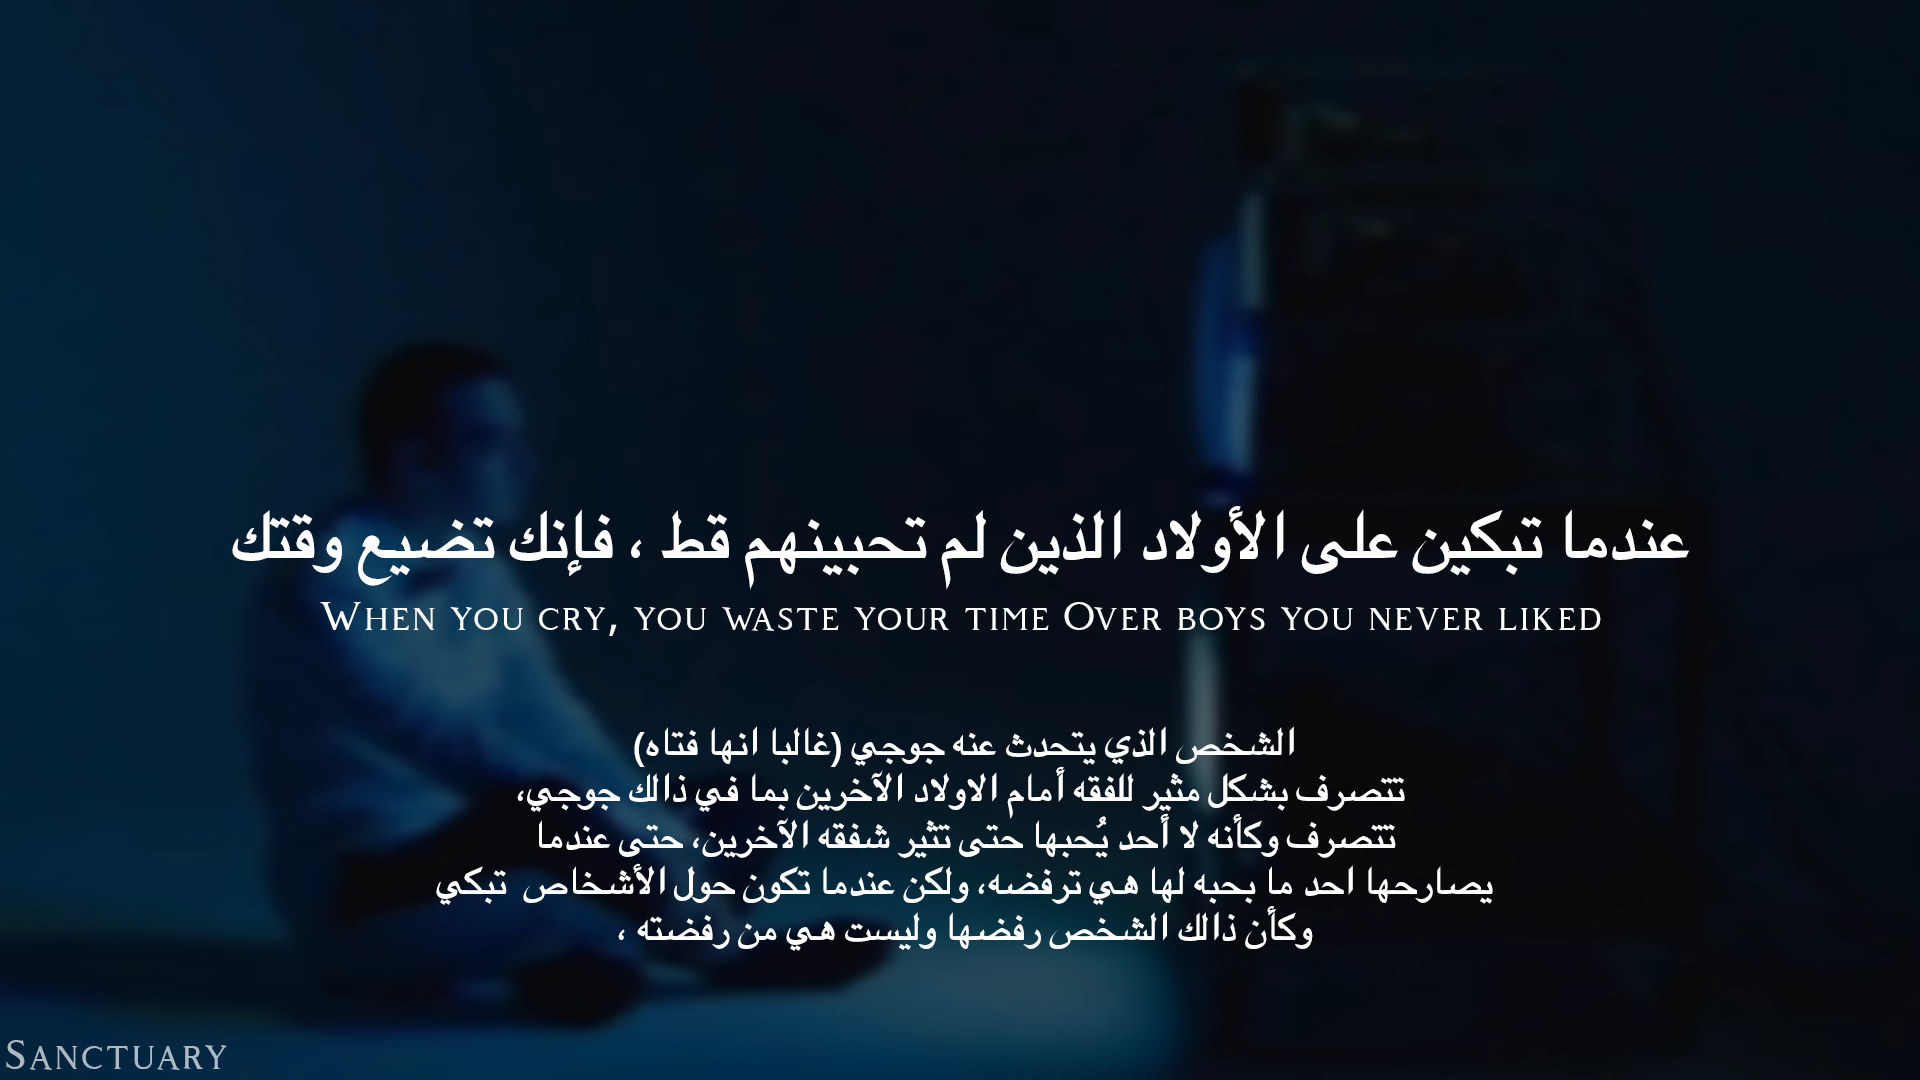 عندما تبكين على الأولاد الذين لم تحبينهم قط ، فإنك تضيع وقتك
When you cry, you waste your time Over boys you never liked
الشخص الذي يتحدث عنه جوجي (غالبا انها فتاه)
تتصرف بشكل مثير للفقه أمام الاولاد الآخرين بما في ذالك جوجي،
تتصرف وكأنه لا أحد يُحبها حتى تثير شفقه الآخرين، حتى عندما
يصارحها احد ما بحبه لها هي ترفضه، ولكن عندما تكون حول الأشخاص تبكي
وكأن ذالك الشخص رفضها وليست هي من رفضته ،
Sanctuary